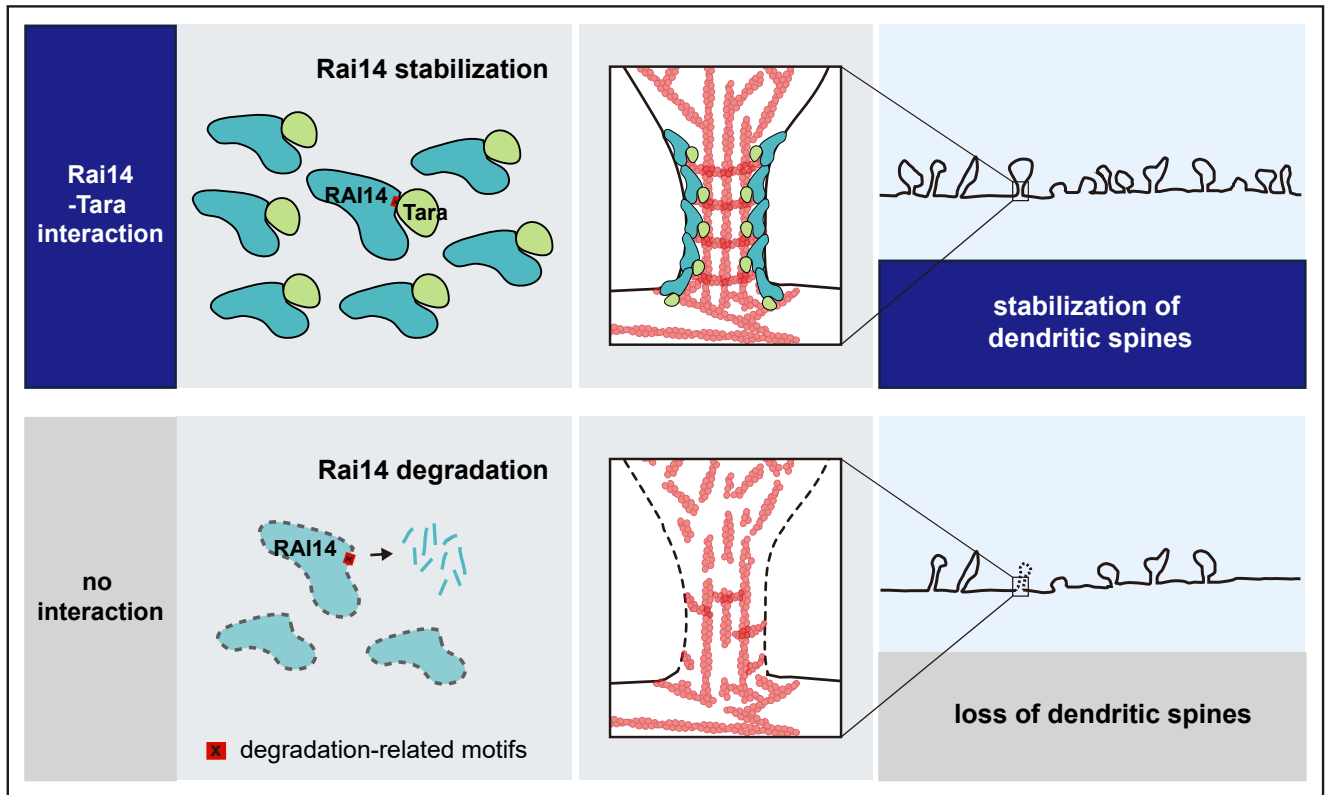 Rai14
-Tara
interaction
Rai14 stabilization
RAI14
Tara
stabilization of
dendritic spines
no
interaction
Rai14 degradation
RAI14
x
x degradation-related motifs
loss of dendritic spines